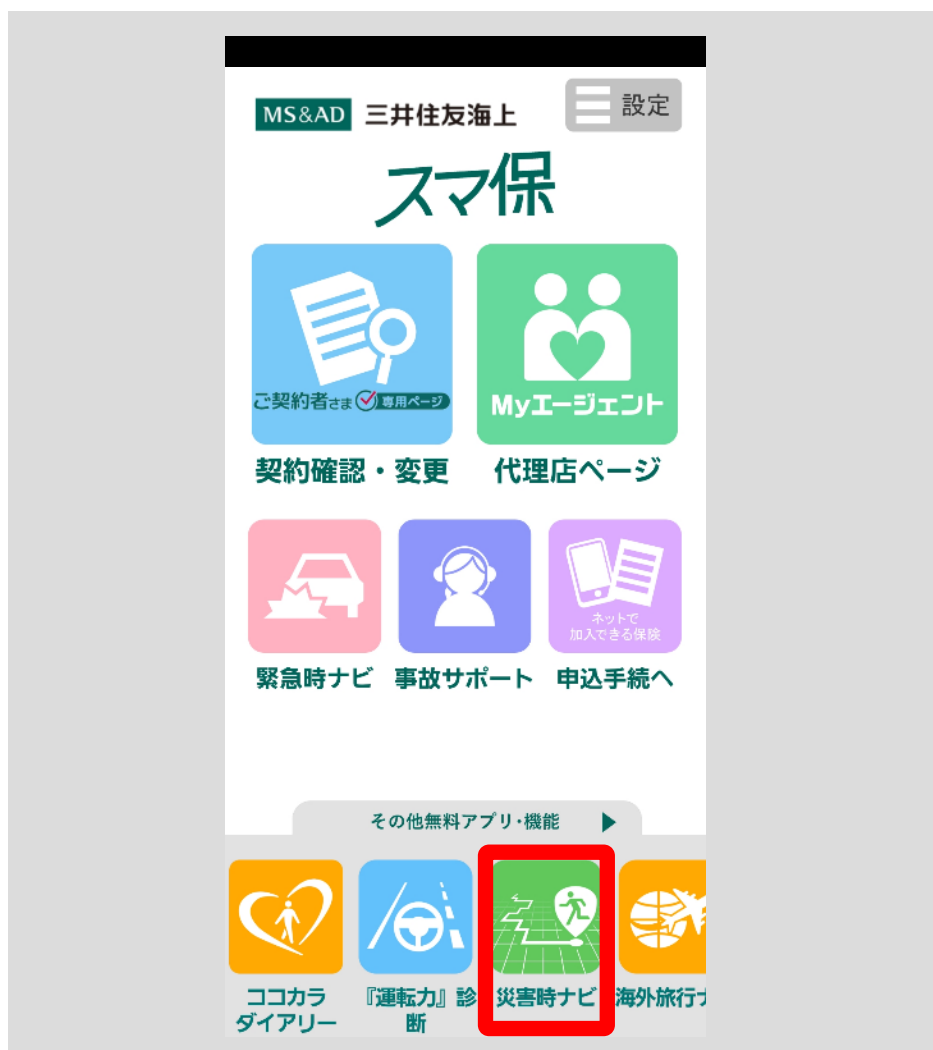 MS&AD 三井住友海上
設定
スマ保
ご契約者さま 専用ページ
Myエージェント
契約確認・変更
代理店ページ
ネットで
加入できる保険
緊急時ナビ
事故サポート
申込手続へ
その他無料アプリ・機能
ココカラ
ダイアリー
『運転力』診
断
災害時ナビ
海外旅行ナ